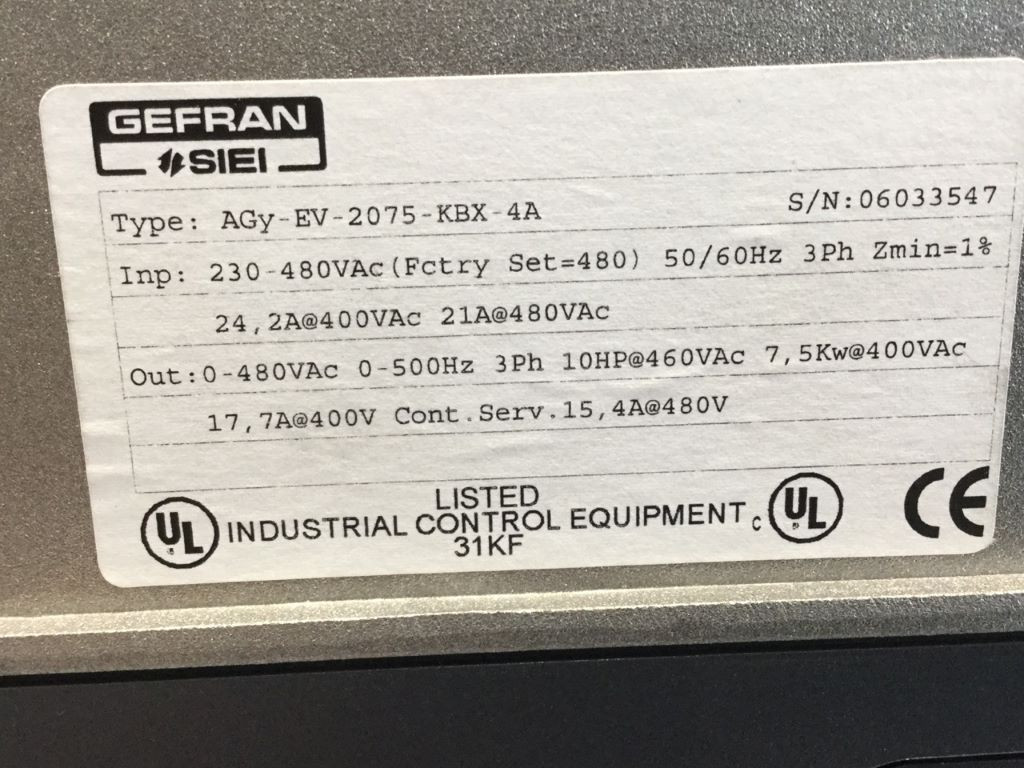 GEFRAN
SIEI
Type: AGy-EV-2075-KBX-4A S/N:06033547
Inp: 230-480VAc(Fctry Set=480) 50/60Hz 3Ph Zmin=1%
24,2A@400VAc 21A@480VAc
Out:0-480VAc 0-500Hz 3Ph 10HP@460VAc 7,5Kw@400VAc
17,7A@400V Cont.Serv.15,4A@480V
LISTED
UL INDUSTRIAL CONTROL EQUIPMENT c UL CE
31KF